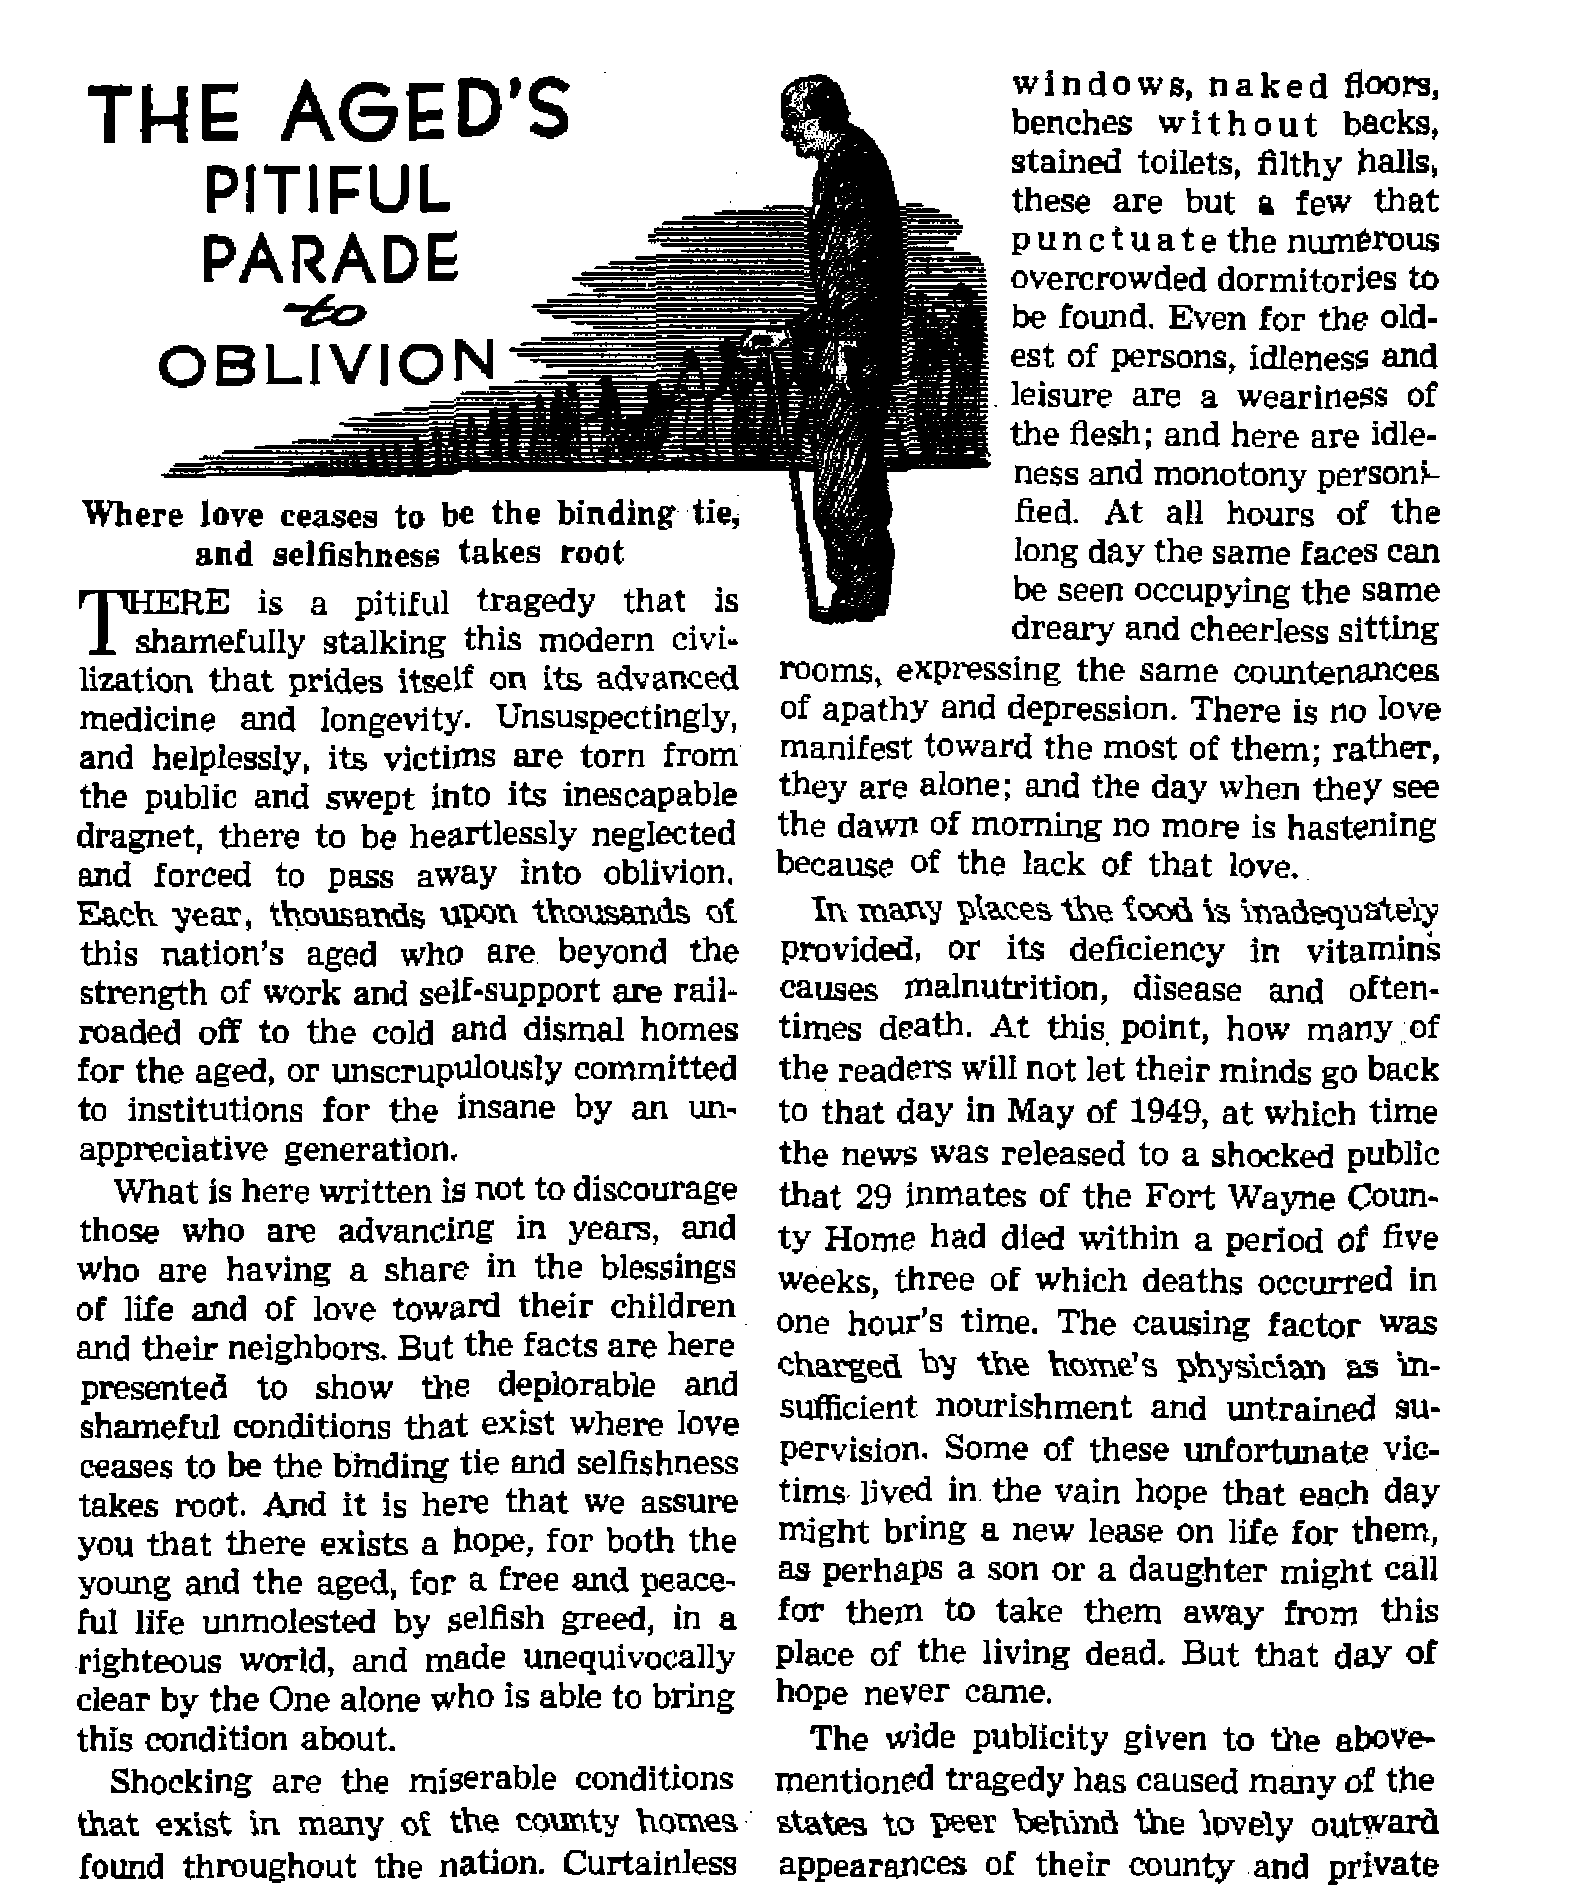 THE AGED'S
PITIFUL
PARADE
to
OBLIVION
Where love ceases to be the binding tie,
and selfishness takes root
THERE is a pitiful tragedy that is
shamefully stalking this modern civi-
lization that prides itself on its advanced
medicine and longevity. Unsuspectingly,
and helplessly, its victims are torn from
the public and swept into its inescapable
dragnet, there to be heartlessly neglected
and forced to pass away into oblivion.
Each year, thousands upon thousands of
this nation's aged who are beyond the
strength of work and self-support are rail-
roaded off to the cold and dismal homes
for the aged, or unscrupulously committed
to institutions for the insane by an un-
appreciative generation.
What is here written is not to discourage
those who are advancing in years, and
who are having a share in the blessings
of life and of love toward their children
and their neighbors. But the facts are here
presented to show the deplorable and
shameful conditions that exist where love
ceases to be the binding tie and selfishness
takes root. And it is here that we assure
you that there exists a hope, for both the
young and the aged, for a free and peace-
ful life unmolested by selfish greed, in a
righteous world, and made unequivocally
clear by the One alone who is able to bring
this condition about.
Shocking are the miserable conditions
that exist in many of the county homes
found throughout the nation. Curtainless
windows, naked floors,
benches without backs,
stained toilets, filthy halls,
these are but a few that
punctuate the numerous
overcrowded dormitories to
be found. Even for the old-
est of persons, idleness and
leisure are a weariness of
the flesh; and here are idle-
ness and monotony personi-
fied. At all hours of the
long day the same faces can
be seen occupying the same
dreary and cheerless sitting
rooms, expressing the same countenances
of apathy and depression. There is no love
manifest toward the most of them; rather,
they are alone; and the day when they see
the dawn of morning no more is hastening
because of the lack of that love.
In many places the food is inadequately
provided, or its deficiency in vitamins
causes malnutrition, disease and often-
times death. At this point, how many of
the readers will not let their minds go back
to that day in May of 1949, at which time
the news was released to a shocked public
that 29 inmates of the Fort Wayne Coun-
ty Home had died within a period of five
weeks, three of which deaths occurred in
one hour's time. The causing factor was
charged by the home's physician as in-
sufficient nourishment and untrained su-
pervision. Some of these unfortunate vic-
tims lived in the vain hope that each day
might bring a new lease on life for them,
as perhaps a son or a daughter might call
for them to take them away from this
place of the living dead. But that day of
hope never came.
The wide publicity given to the above-
mentioned tragedy has caused many of the
states to peer behind the lovely outward
appearances of their county and private